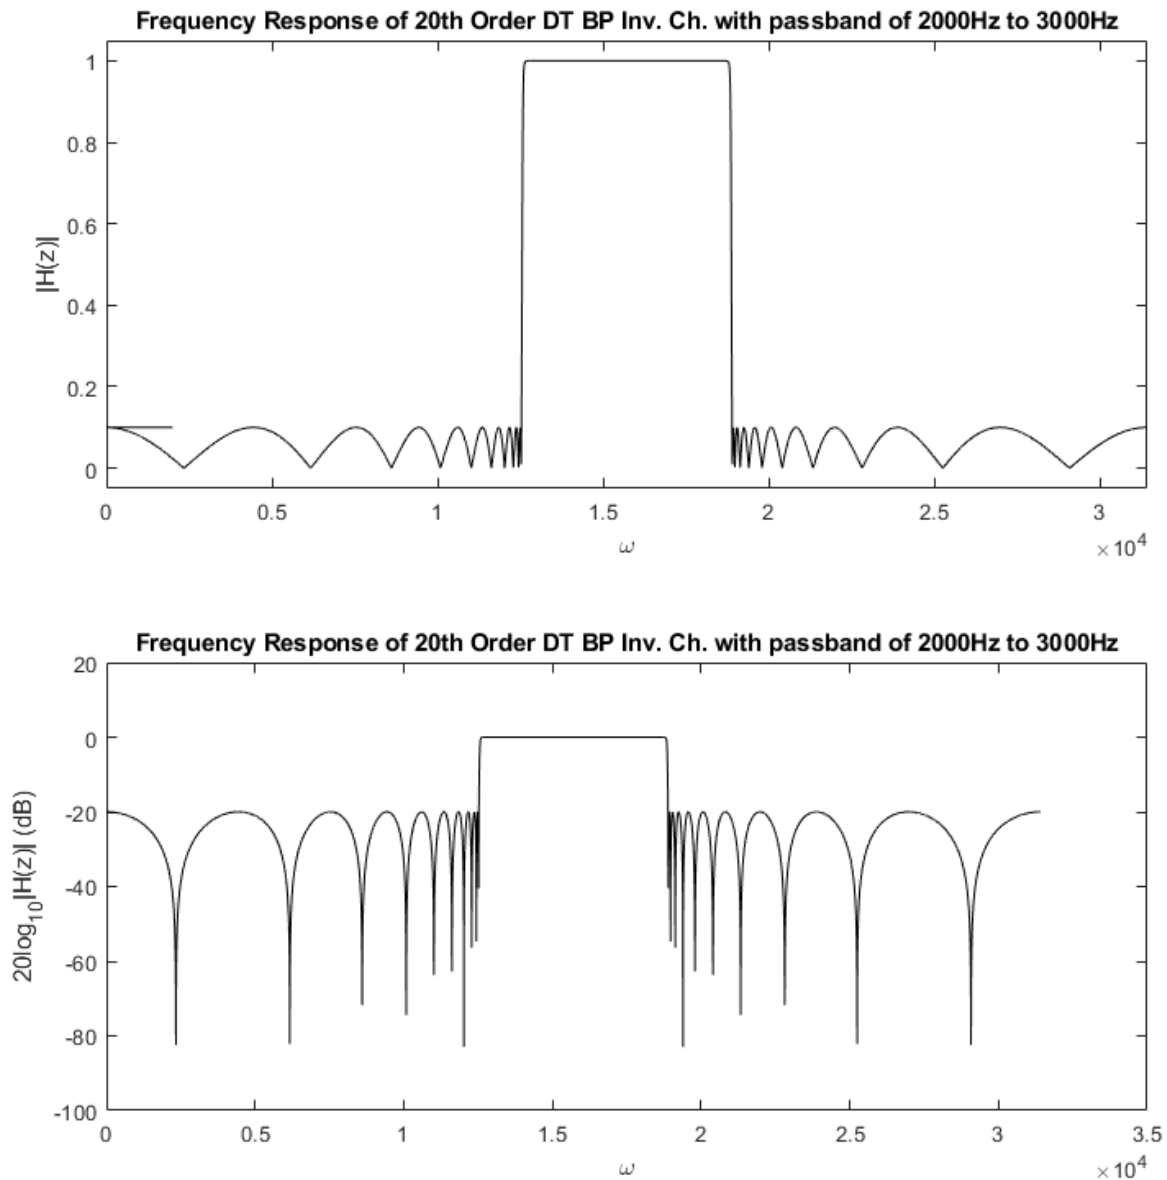 Frequency Response of 20th Order DT BP Inv. Ch. with passband of 2000Hz to 3000Hz
1
0.8
0.6
0.4
0.2
0
|H(z)|
0 0.5 1 1.5 2 2.5 3
×10⁴
ω
Frequency Response of 20th Order DT BP Inv. Ch. with passband of 2000Hz to 3000Hz
20
0
-20
-40
-60
-80
-100
20log₁₀|H(z)| (dB)
0 0.5 1 1.5 2 2.5 3 3.5
×10⁴
ω